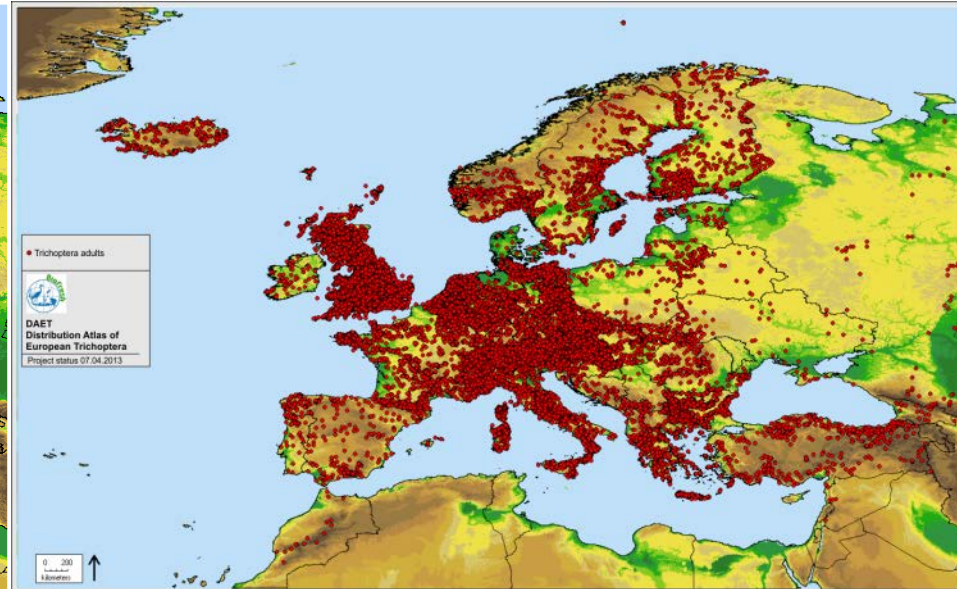 Trichoptera adults
DAET
Distribution Atlas of
European Trichoptera
Project status 07.04.2013
0 200
kilometers